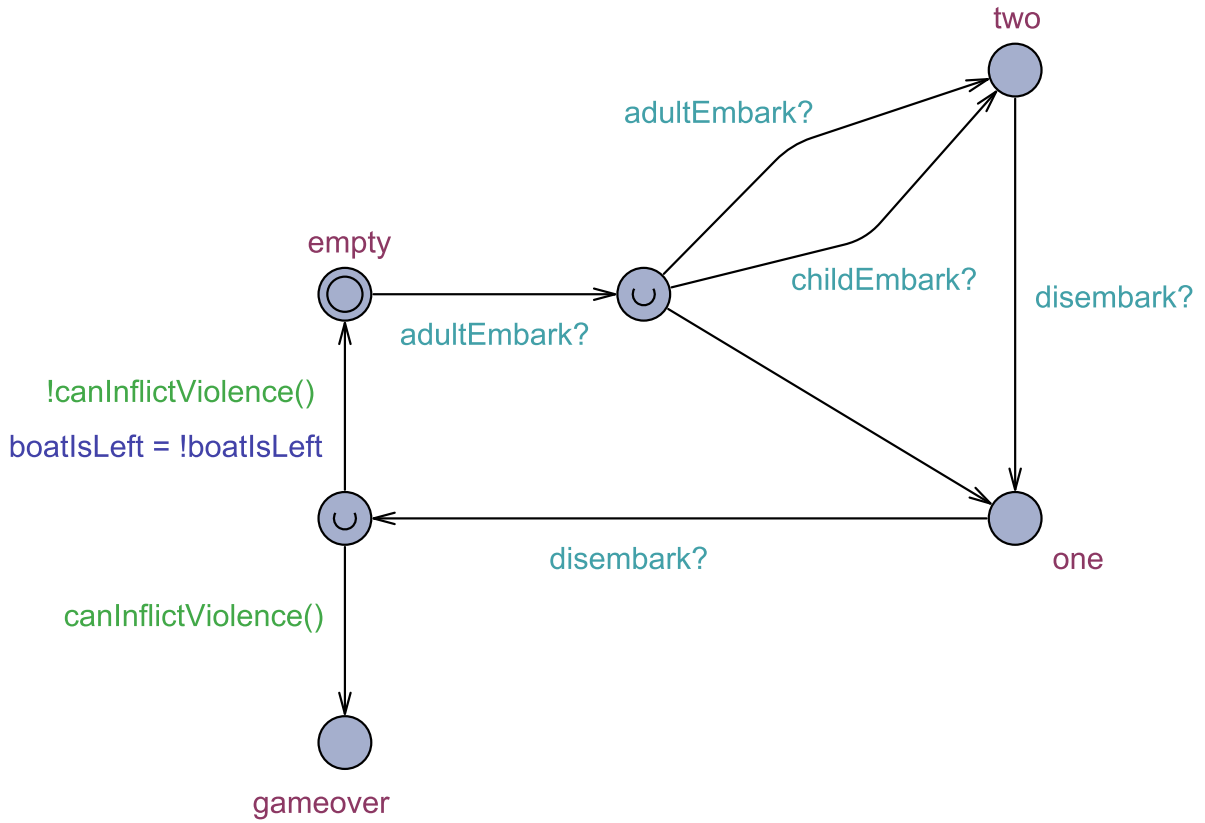 two
adultEmbark?
empty
childEmbark?
disembark?
adultEmbark?
!canInflictViolence()
boatIsLeft = !boatIsLeft
disembark?
one
canInflictViolence()
gameover